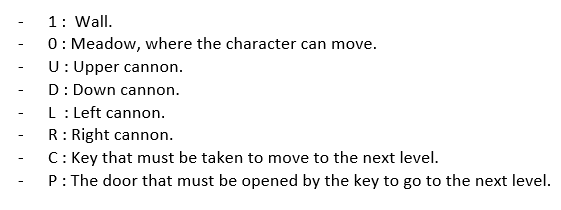 - 1 : Wall.
- 0 : Meadow, where the character can move.
- U : Upper cannon.
- D : Down cannon.
- L : Left cannon.
- R : Right cannon.
- C : Key that must be taken to move to the next level.
- P : The door that must be opened by the key to go to the next level.